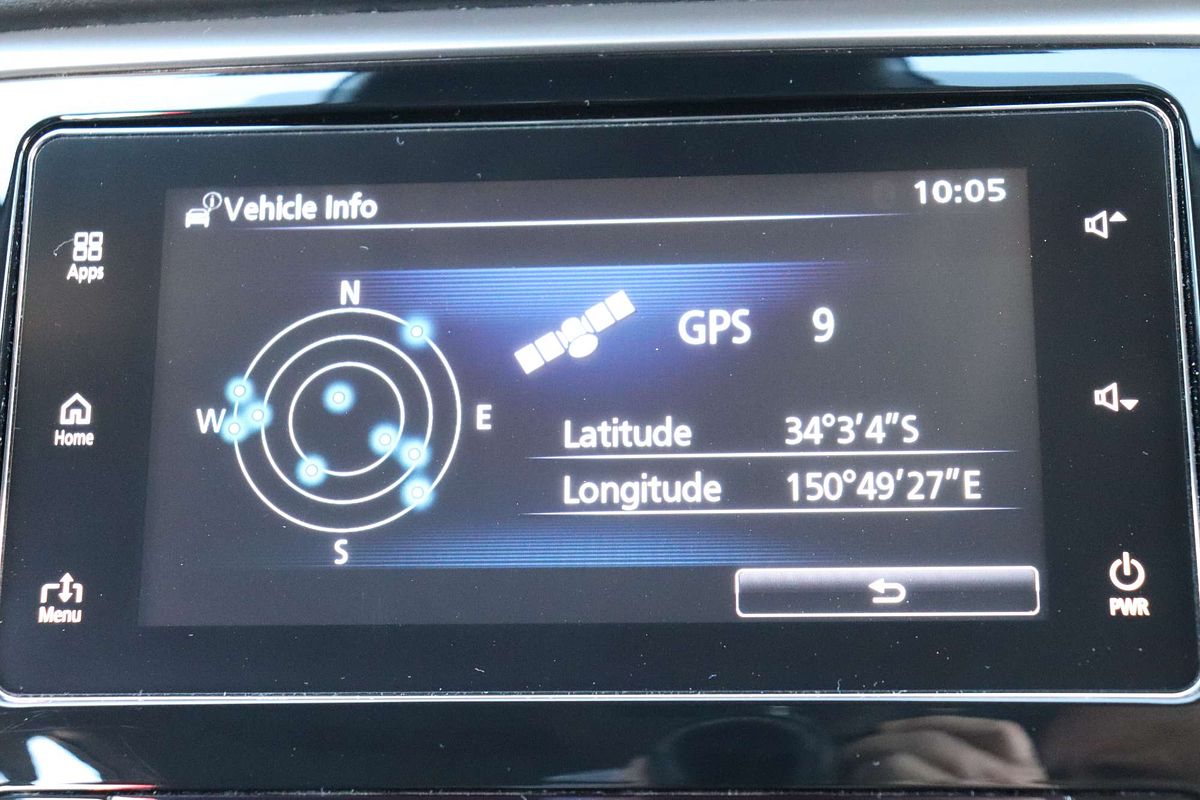 Vehicle Info
10:05
Apps
Home
Menu
N
W
E
S
GPS 9
Latitude 34°3'4"S
Longitude 150°49'27"E
PWR